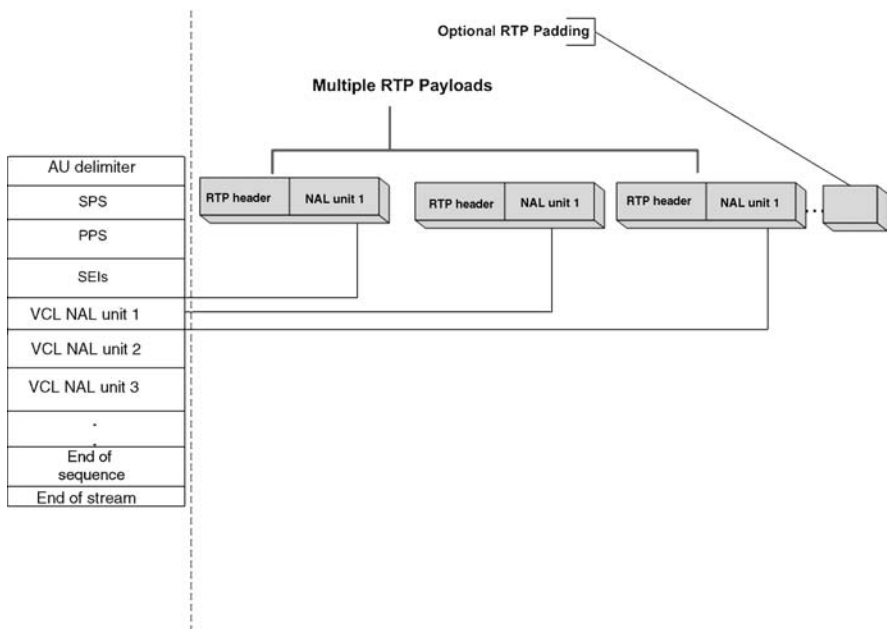 Optional RTP Padding
Multiple RTP Payloads
AU delimiter
SPS
PPS
SEIs
VCL NAL unit 1
VCL NAL unit 2
VCL NAL unit 3
.
.
End of
sequence
End of stream
RTP header NAL unit 1
RTP header NAL unit 1
RTP header NAL unit 1
...